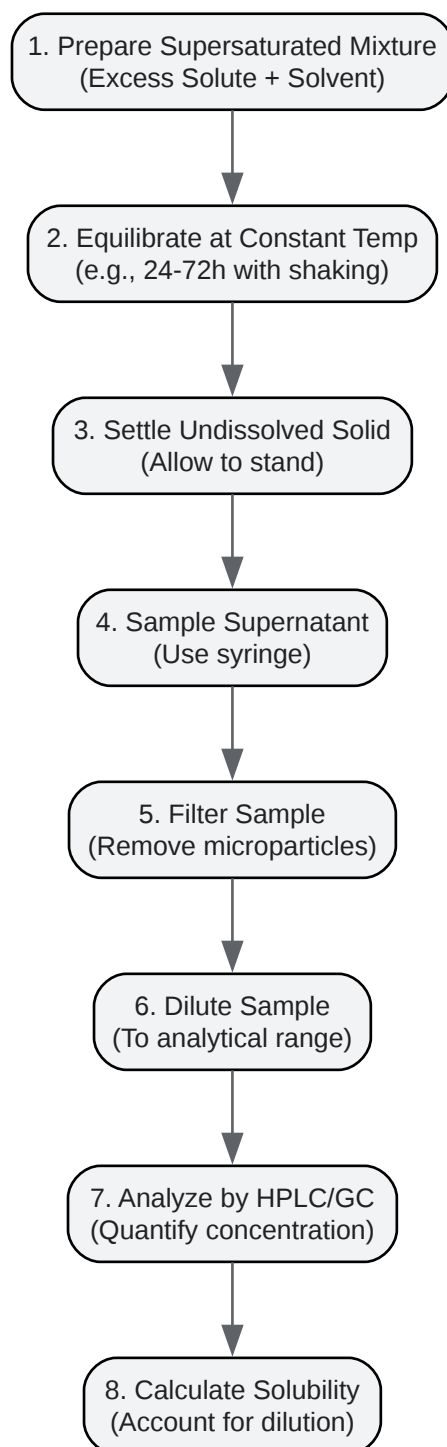 1. Prepare Supersaturated Mixture
(Excess Solute + Solvent)
2. Equilibrate at Constant Temp
(e.g., 24-72h with shaking)
3. Settle Undissolved Solid
(Allow to stand)
4. Sample Supernatant
(Use syringe)
5. Filter Sample
(Remove microparticles)
6. Dilute Sample
(To analytical range)
7. Analyze by HPLC/GC
(Quantify concentration)
8. Calculate Solubility
(Account for dilution)